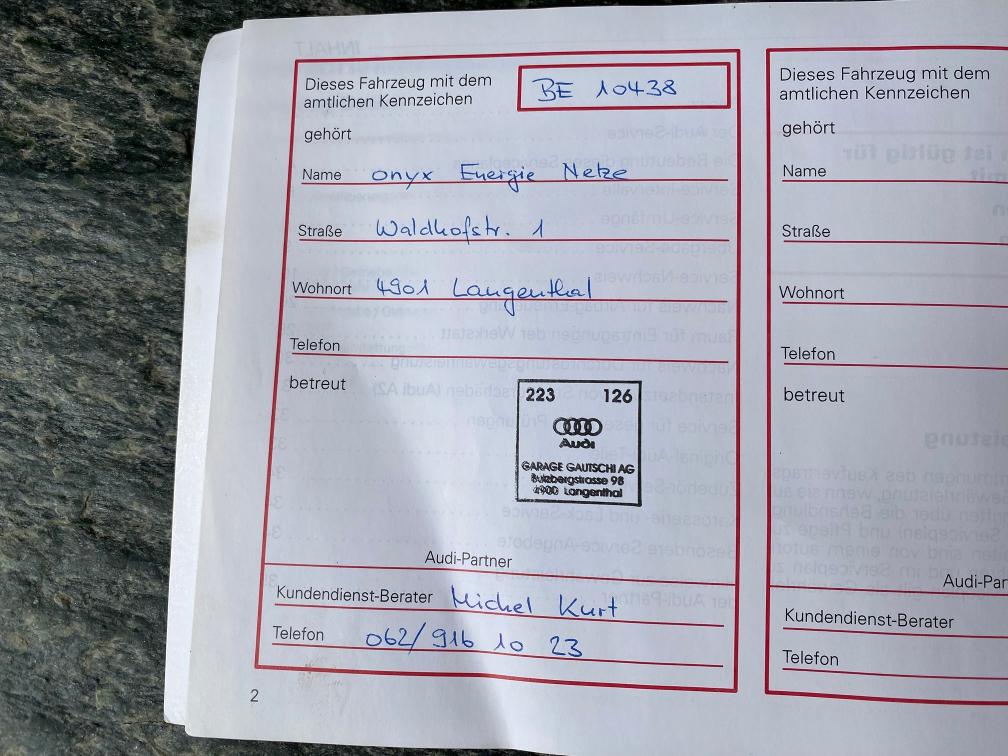 Dieses Fahrzeug mit dem
amtlichen Kennzeichen
BE 10438
gehört
Name onyx Energie Netze
Straße Waldhofstr. 1
Wohnort 4901 Langenthal
Telefon
betreut
223 126
Audi
GARAGE GAUTSCHI AG
Bützbergstrasse 98
4900 Langenthal
Audi-Partner
Kundendienst-Berater Michel Kurt
Telefon 062/916 10 23
2
Dieses Fahrzeug mit dem
amtlichen Kennzeichen
gehört
Name
Straße
Wohnort
Telefon
betreut
Audi-Par
Kundendienst-Berater
Telefon